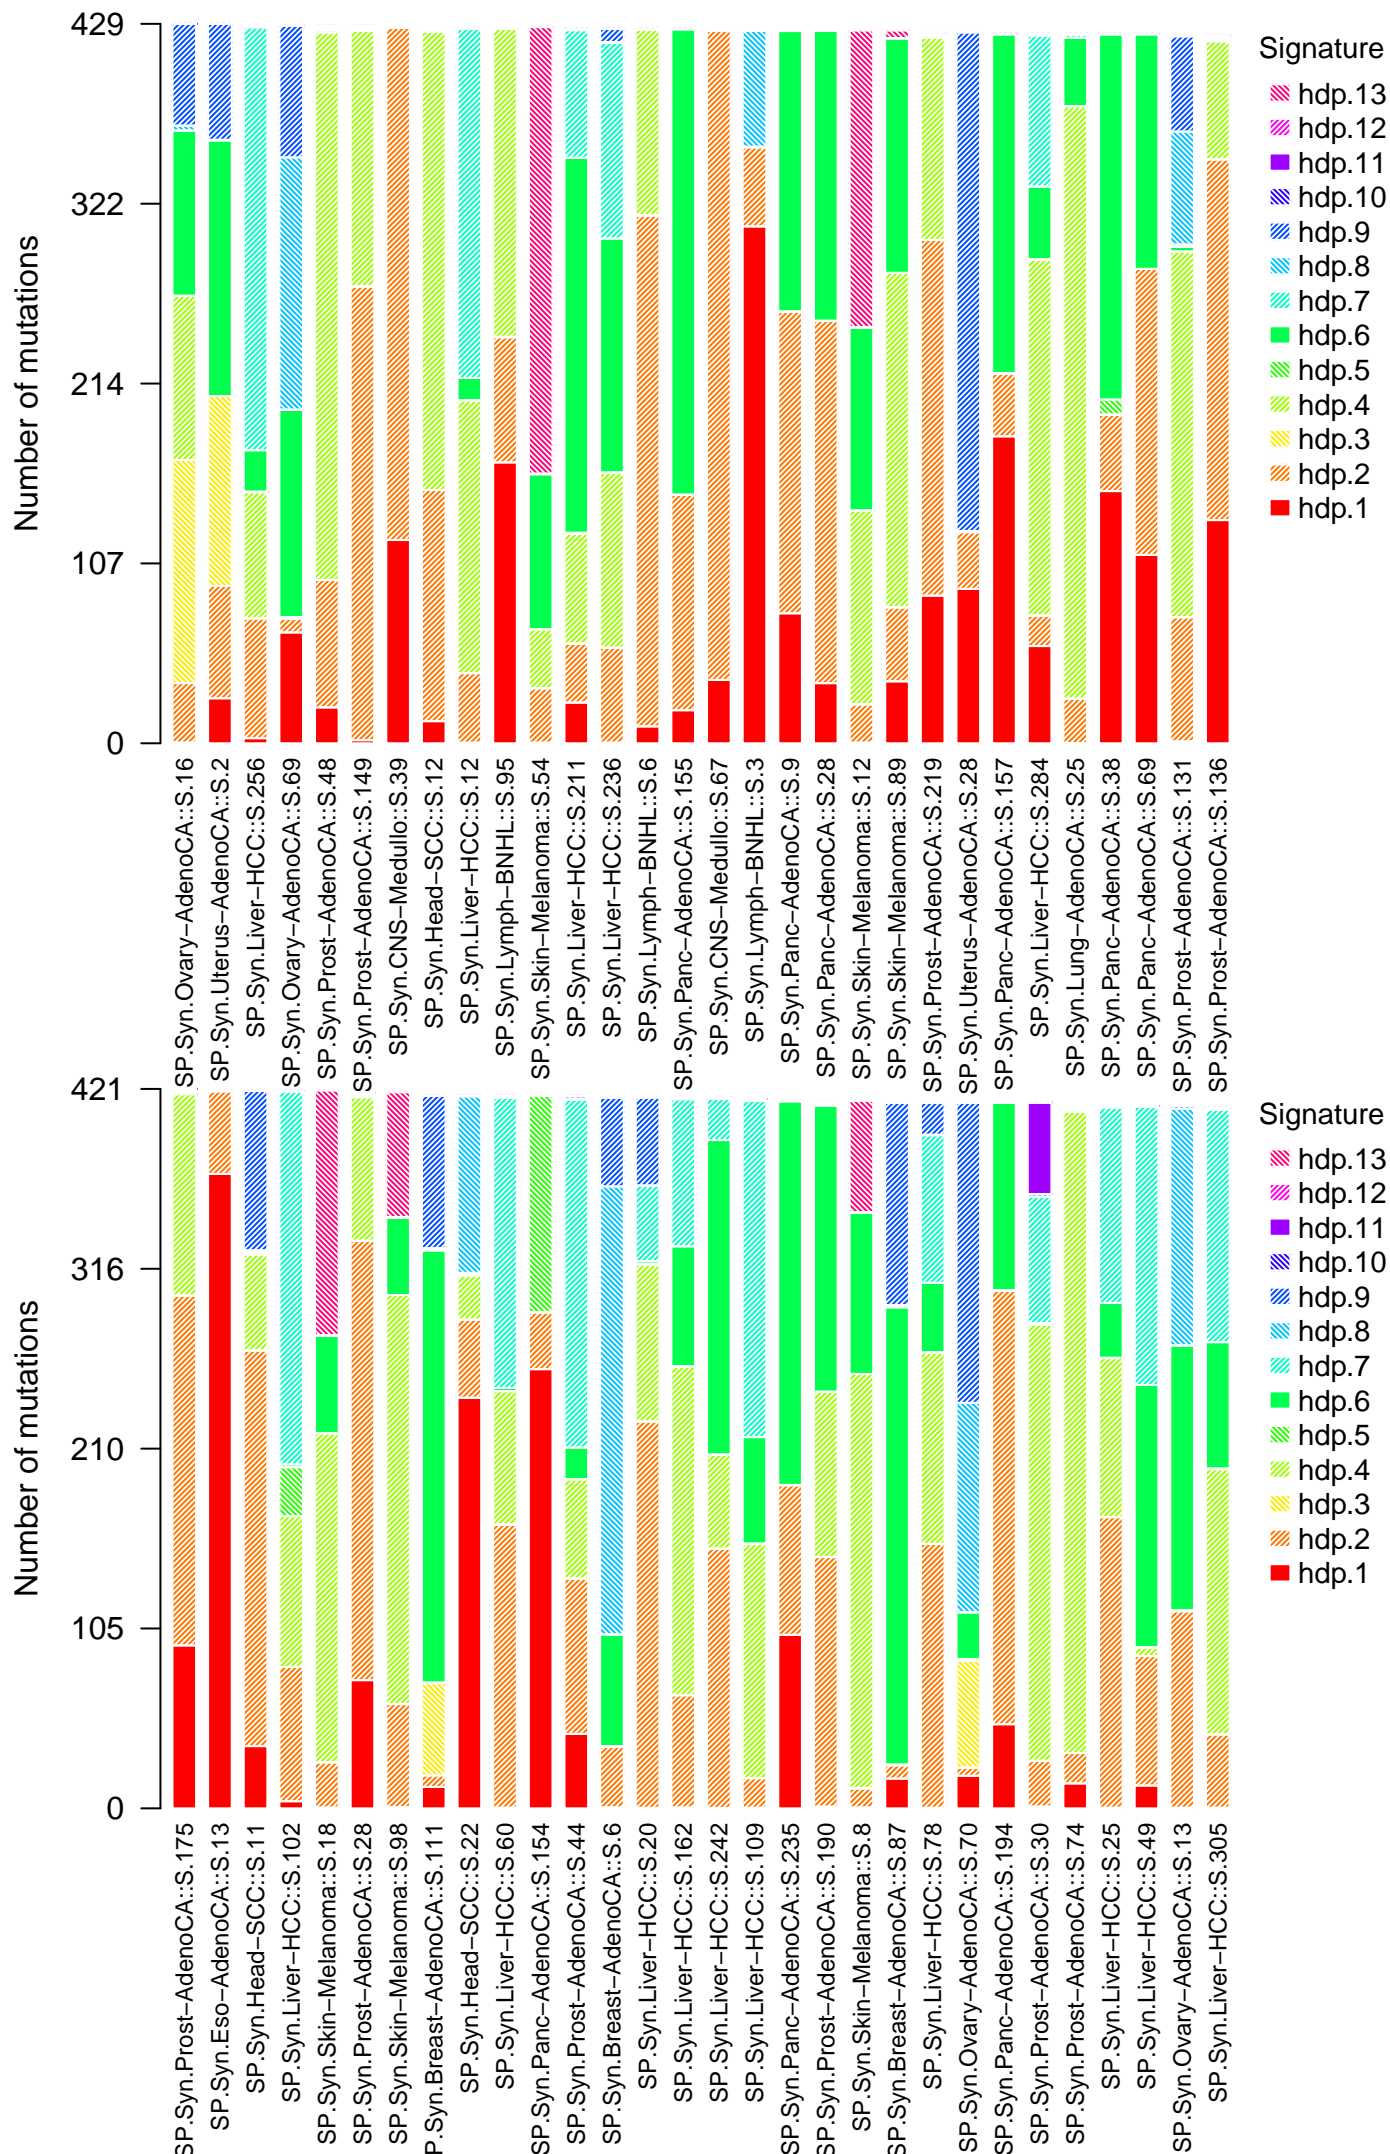 Number of mutations
429
322
214
107
0
Signature
hdp.13
hdp.12
hdp.11
hdp.10
hdp.9
hdp.8
hdp.7
hdp.6
hdp.5
hdp.4
hdp.3
hdp.2
hdp.1
SP.Syn.Ovary−AdenoCA::S.16
SP.Syn.Uterus−AdenoCA::S.2
SP.Syn.Liver−HCC::S.256
SP.Syn.Ovary−AdenoCA::S.69
SP.Syn.Prost−AdenoCA::S.48
SP.Syn.Prost−AdenoCA::S.149
SP.Syn.CNS−Medullo::S.39
SP.Syn.Head−SCC::S.12
SP.Syn.Liver−HCC::S.12
SP.Syn.Lymph−BNHL::S.95
SP.Syn.Skin−Melanoma::S.54
SP.Syn.Liver−HCC::S.211
SP.Syn.Liver−HCC::S.236
SP.Syn.Lymph−BNHL::S.6
SP.Syn.Panc−AdenoCA::S.155
SP.Syn.CNS−Medullo::S.67
SP.Syn.Lymph−BNHL::S.3
SP.Syn.Panc−AdenoCA::S.9
SP.Syn.Panc−AdenoCA::S.28
SP.Syn.Skin−Melanoma::S.12
SP.Syn.Skin−Melanoma::S.89
SP.Syn.Prost−AdenoCA::S.219
SP.Syn.Uterus−AdenoCA::S.28
SP.Syn.Panc−AdenoCA::S.157
SP.Syn.Liver−HCC::S.284
SP.Syn.Lung−AdenoCA::S.25
SP.Syn.Panc−AdenoCA::S.38
SP.Syn.Panc−AdenoCA::S.69
SP.Syn.Prost−AdenoCA::S.131
SP.Syn.Prost−AdenoCA::S.136
Number of mutations
421
316
210
105
0
Signature
hdp.13
hdp.12
hdp.11
hdp.10
hdp.9
hdp.8
hdp.7
hdp.6
hdp.5
hdp.4
hdp.3
hdp.2
hdp.1
SP.Syn.Prost−AdenoCA::S.175
SP.Syn.Eso−AdenoCA::S.13
SP.Syn.Head−SCC::S.11
SP.Syn.Liver−HCC::S.102
SP.Syn.Skin−Melanoma::S.18
SP.Syn.Prost−AdenoCA::S.28
SP.Syn.Skin−Melanoma::S.98
P.Syn.Breast−AdenoCA::S.111
SP.Syn.Head−SCC::S.22
SP.Syn.Liver−HCC::S.60
SP.Syn.Panc−AdenoCA::S.154
SP.Syn.Prost−AdenoCA::S.44
SP.Syn.Breast−AdenoCA::S.6
SP.Syn.Liver−HCC::S.20
SP.Syn.Liver−HCC::S.162
SP.Syn.Liver−HCC::S.242
SP.Syn.Liver−HCC::S.109
SP.Syn.Panc−AdenoCA::S.235
SP.Syn.Prost−AdenoCA::S.190
SP.Syn.Skin−Melanoma::S.8
SP.Syn.Breast−AdenoCA::S.87
SP.Syn.Liver−HCC::S.78
SP.Syn.Ovary−AdenoCA::S.70
SP.Syn.Panc−AdenoCA::S.194
SP.Syn.Prost−AdenoCA::S.30
SP.Syn.Prost−AdenoCA::S.74
SP.Syn.Liver−HCC::S.25
SP.Syn.Liver−HCC::S.49
SP.Syn.Ovary−AdenoCA::S.13
SP.Syn.Liver−HCC::S.305